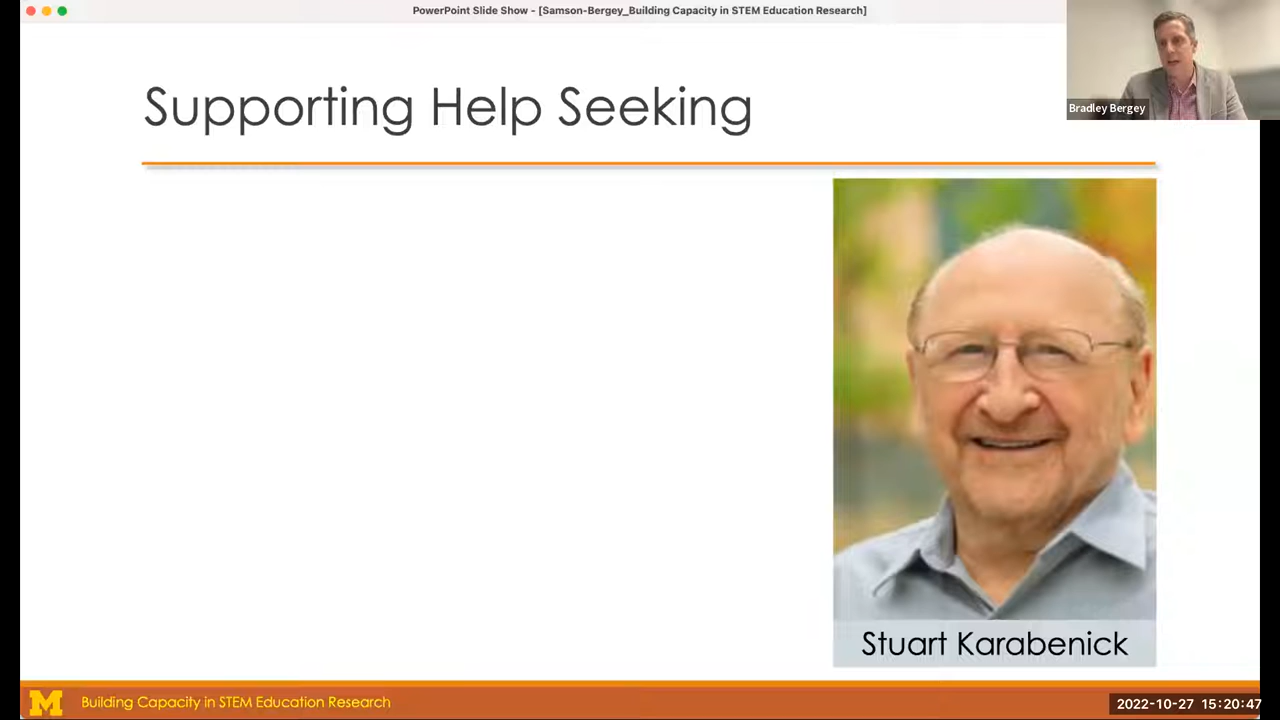 PowerPoint Slide Show - [Samson-Bergey_Building Capacity in STEM Education Research]
Supporting Help Seeking
Bradley Bergey
Stuart Karabenick
M Building Capacity in STEM Education Research
2022-10-27 15:20:47